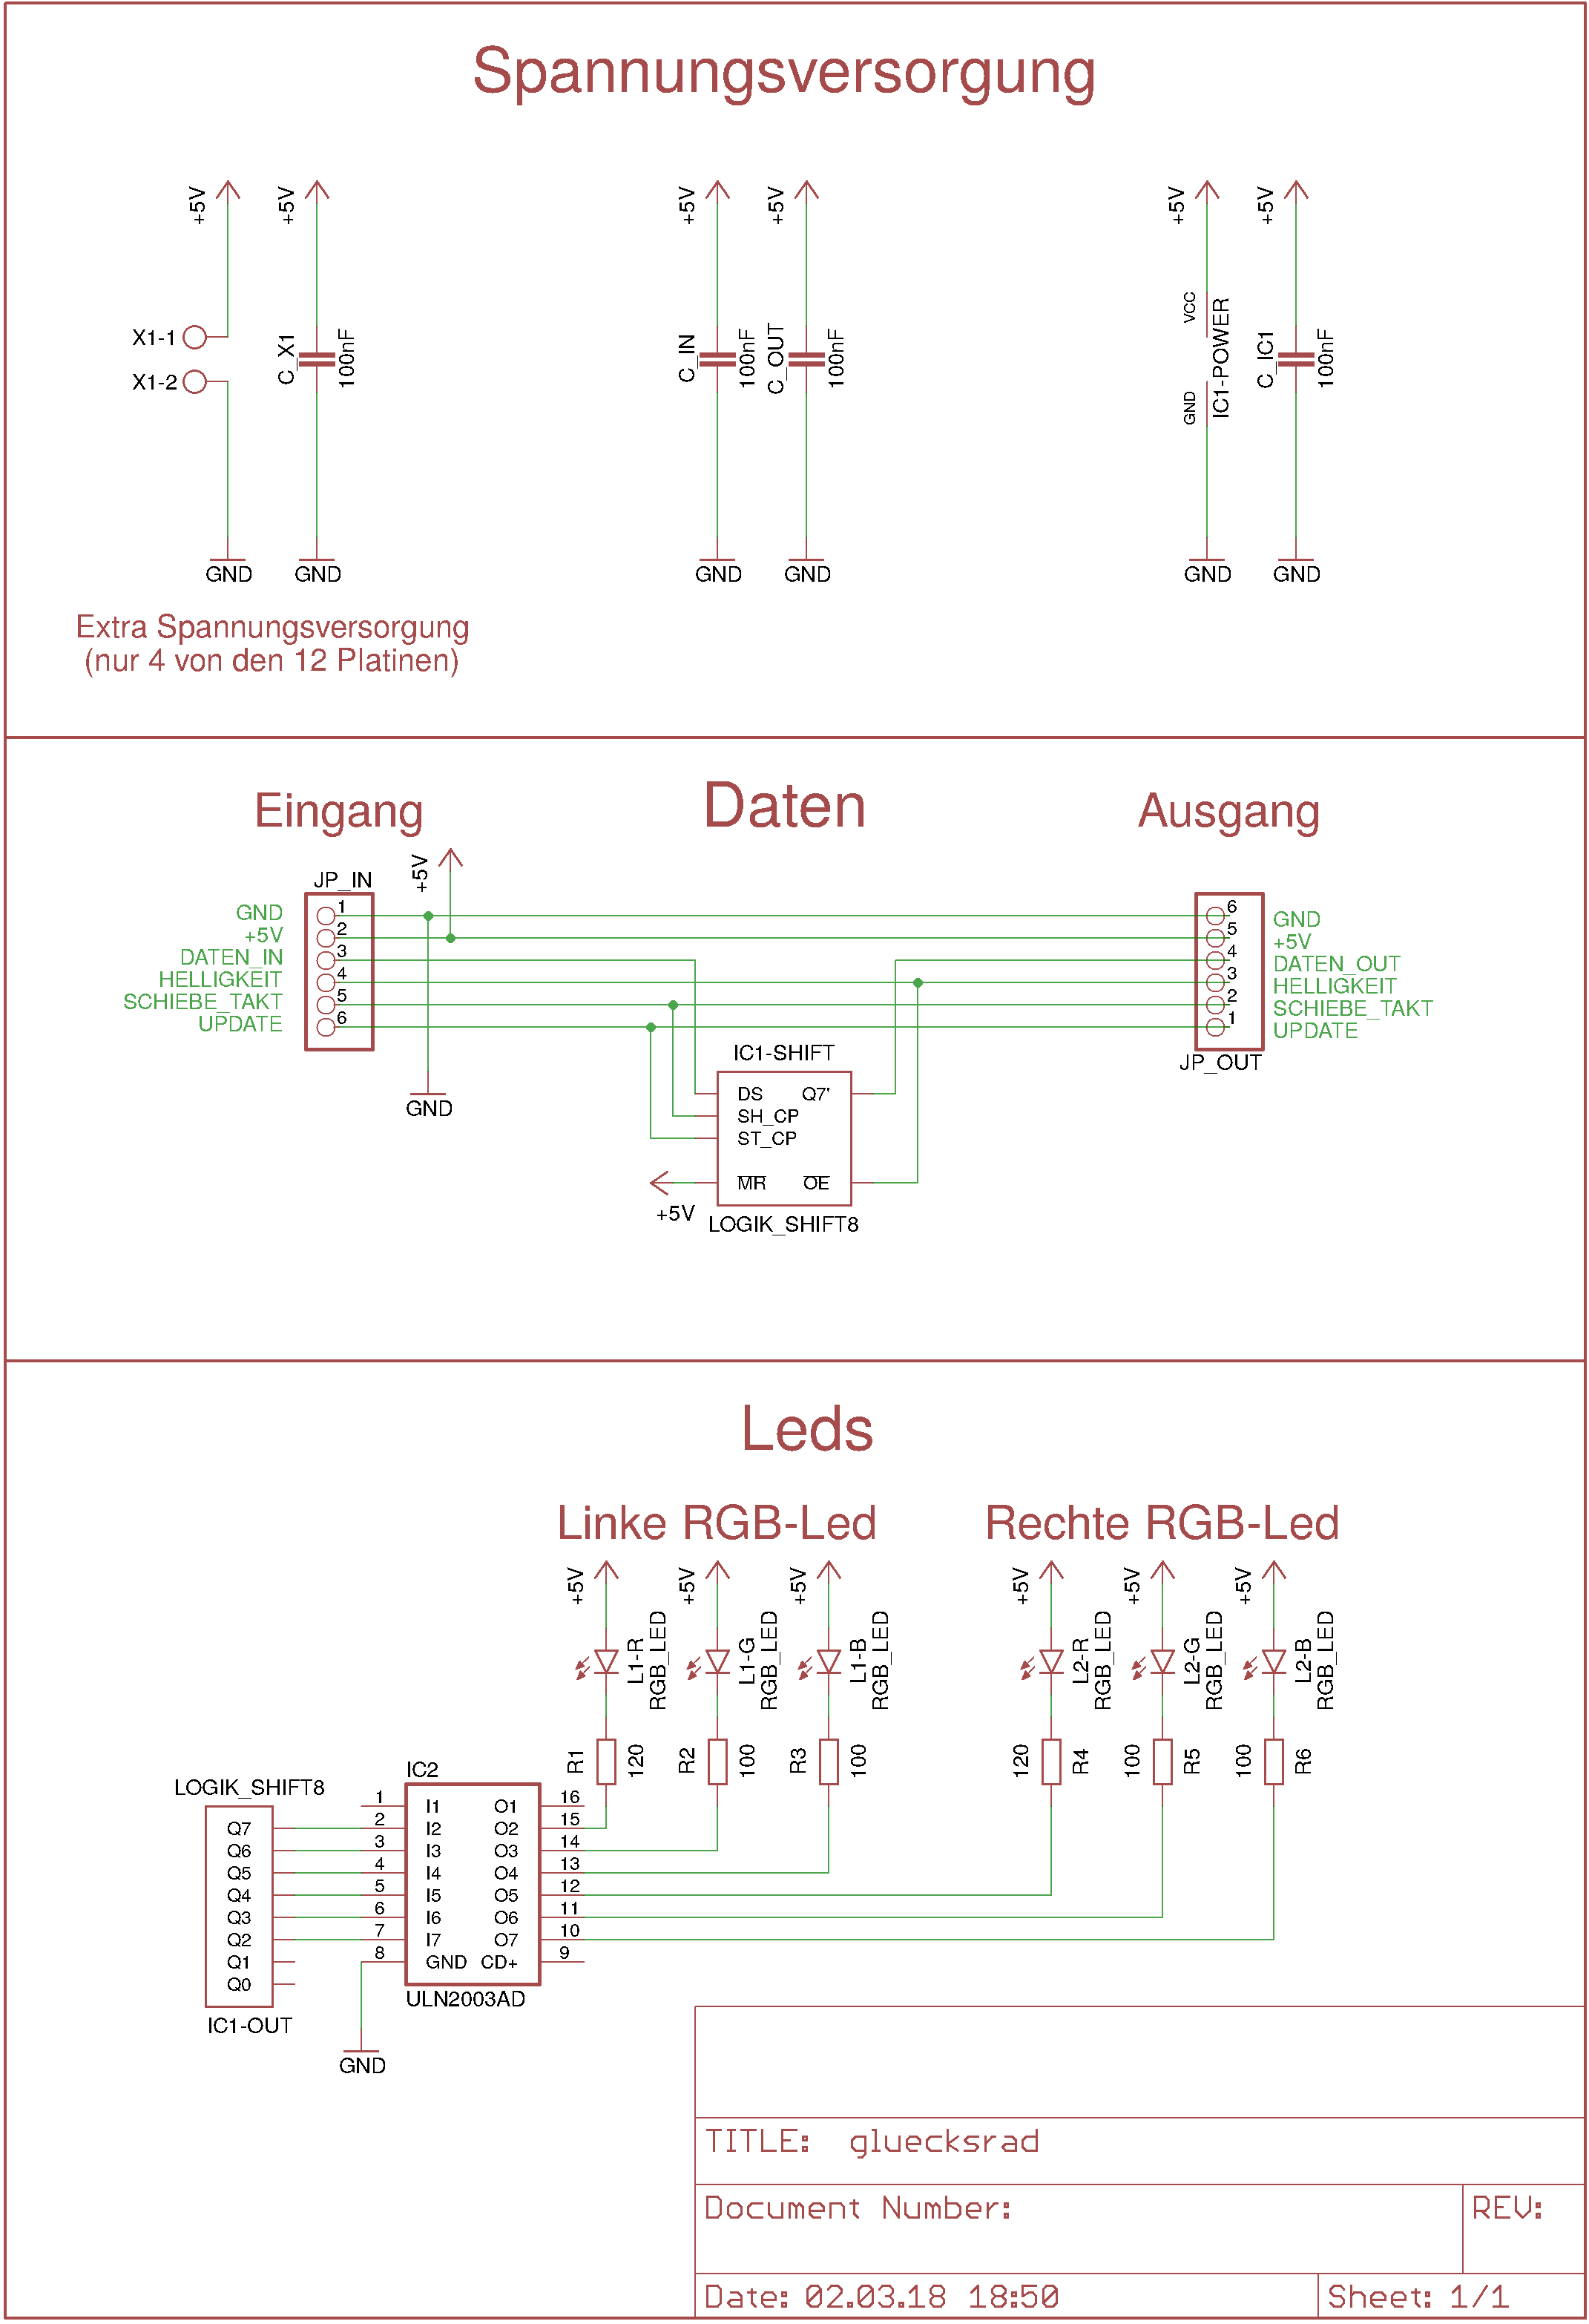 Spannungsversorgung
+5V
+5V
+5V
+5V
+5V
+5V
X1-1
X1-2
C_X1
100nF
C_IN
100nF
C_OUT
100nF
VCC
GND
IC1-POWER
C_IC1
100nF
GND
GND
GND
GND
GND
GND
Extra Spannungsversorgung
(nur 4 von den 12 Platinen)
Daten
Eingang
Ausgang
JP_IN
+5V
GND 1
+5V 2
DATEN_IN 3
HELLIGKEIT 4
SCHIEBE_TAKT 5
UPDATE 6
6 GND
5 +5V
4 DATEN_OUT
3 HELLIGKEIT
2 SCHIEBE_TAKT
1 UPDATE
JP_OUT
GND
IC1-SHIFT
DS Q7'
SH_CP
ST_CP
MR OE
+5V
LOGIK_SHIFT8
Leds
Linke RGB-Led
Rechte RGB-Led
+5V
+5V
+5V
+5V
+5V
+5V
L1-R
RGB_LED
L1-G
RGB_LED
L1-B
RGB_LED
L2-R
RGB_LED
L2-G
RGB_LED
L2-B
RGB_LED
R1
120
R2
100
R3
100
120
R4
100
R5
100
R6
LOGIK_SHIFT8
Q7
Q6
Q5
Q4
Q3
Q2
Q1
Q0
IC1-OUT
IC2
1 I1 O1 16
2 I2 O2 15
3 I3 O3 14
4 I4 O4 13
5 I5 O5 12
6 I6 O6 11
7 I7 O7 10
8 GND CD+ 9
ULN2003AD
GND
TITLE: gluecksrad
Document Number:
REV:
Date: 02.03.18 18:50
Sheet: 1/1